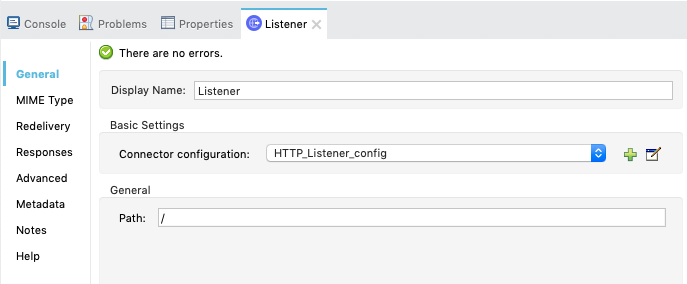 Console Problems Properties Listener
There are no errors.
General
MIME Type
Redelivery
Responses
Advanced
Metadata
Notes
Help
Display Name: Listener
Basic Settings
Connector configuration: HTTP_Listener_config
General
Path: /